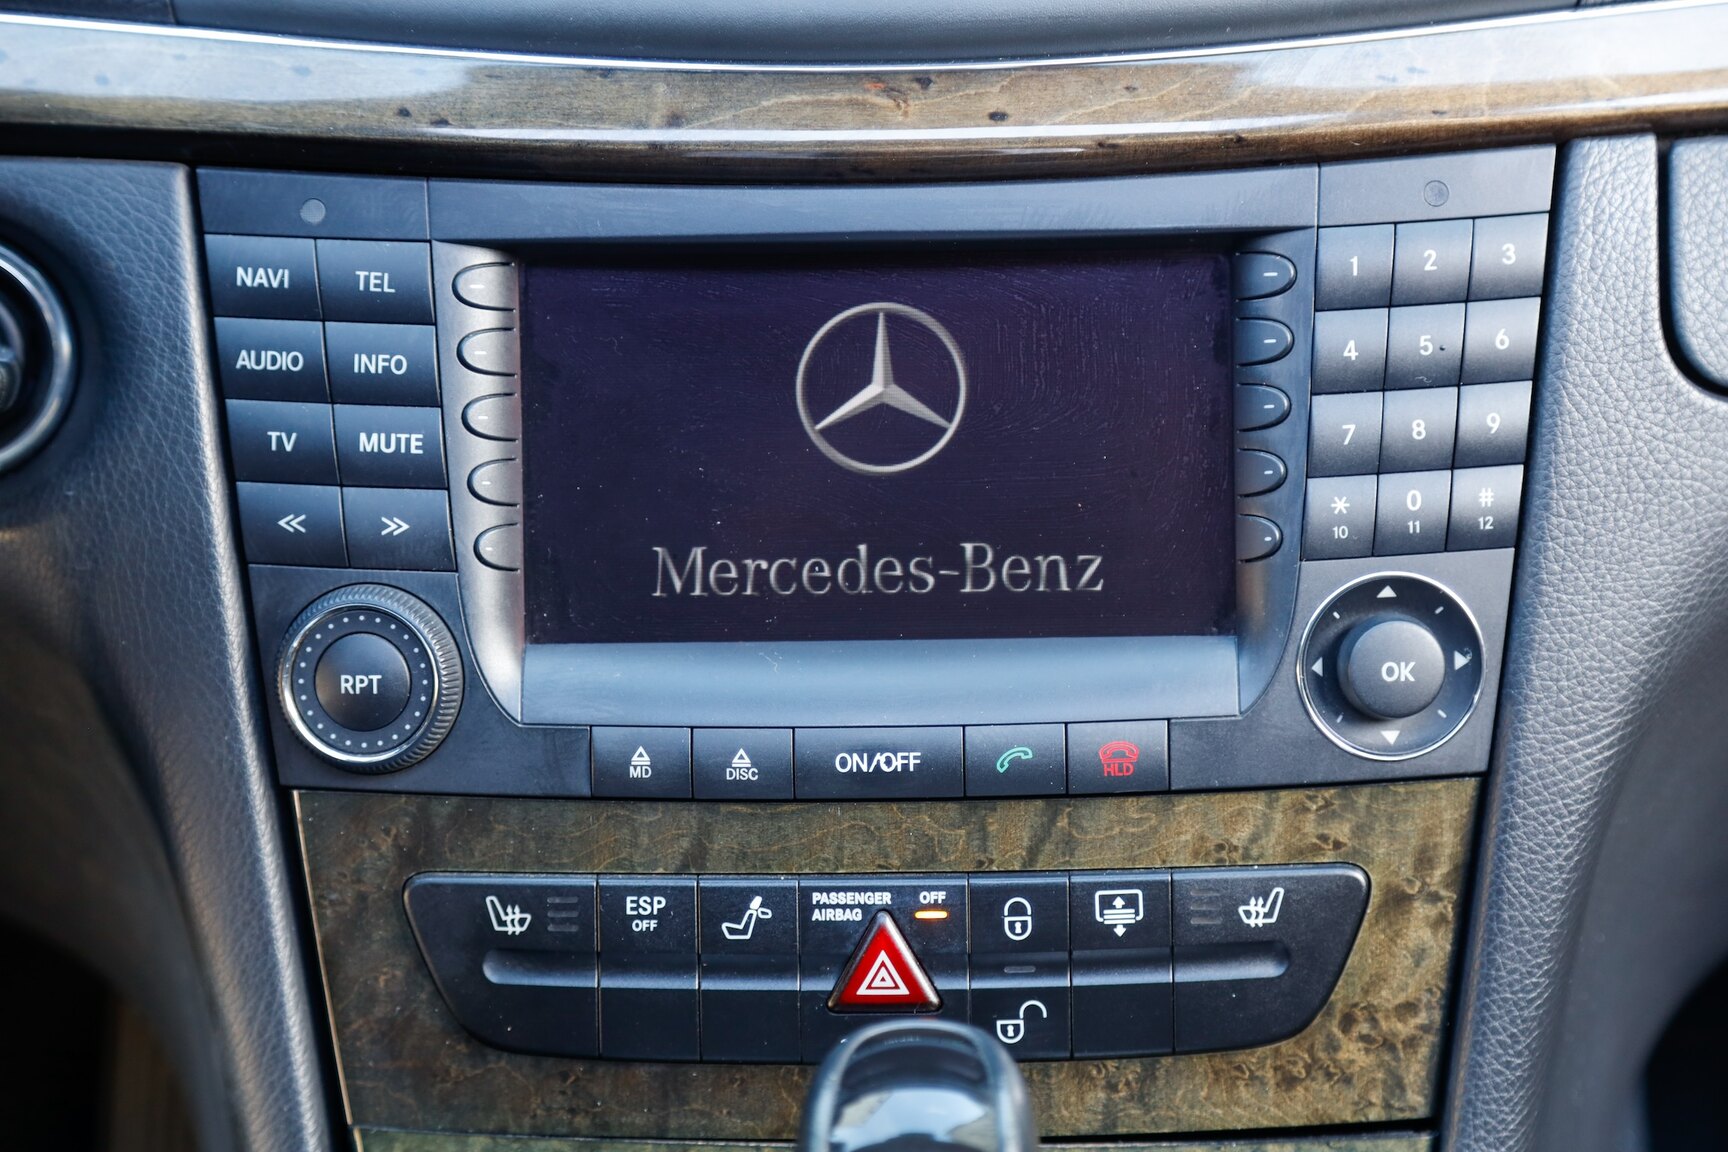 NAVI TEL
AUDIO INFO
TV MUTE
1 2 3
4 5 6
7 8 9
* 0 #
10 11 12
Mercedes-Benz
RPT
OK
MD
DISC
ON/OFF
HLD
ESP
OFF
PASSENGER
AIRBAG
OFF